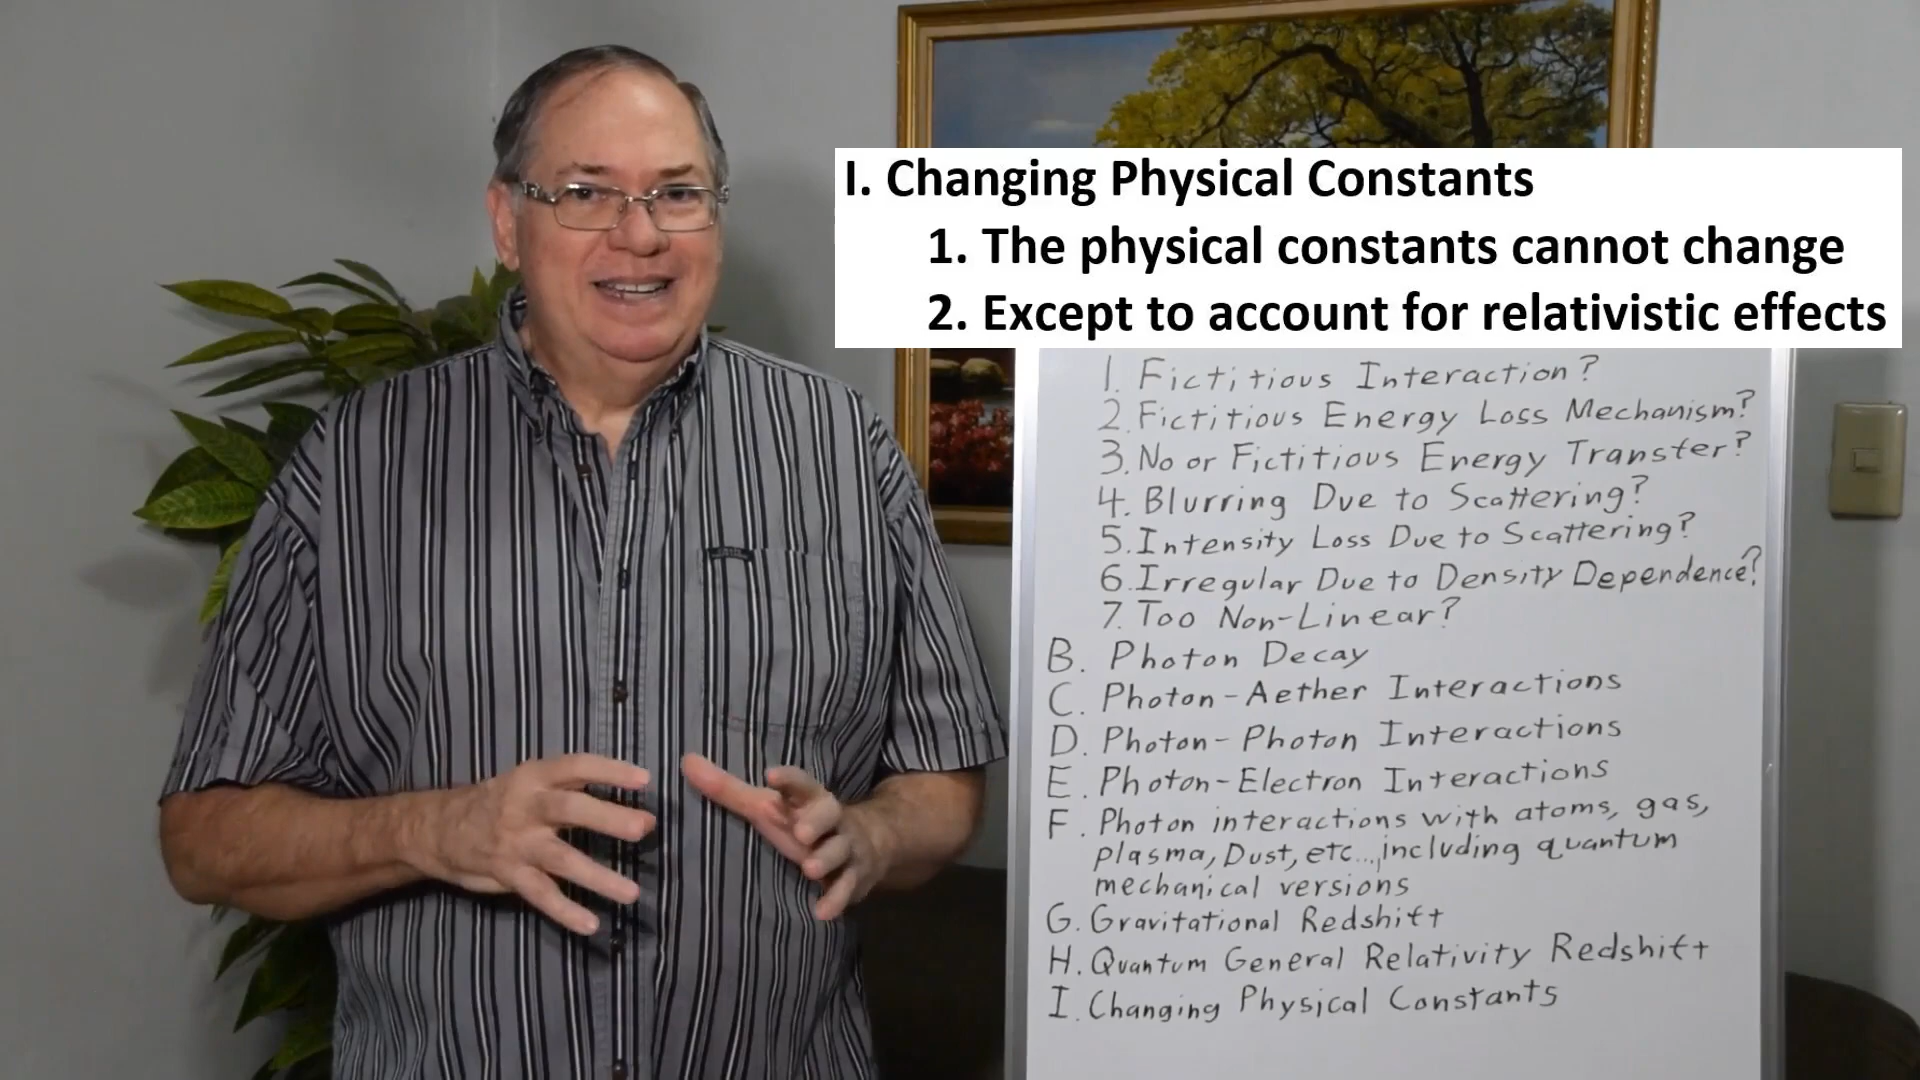 I. Changing Physical Constants
1. The physical constants cannot change
2. Except to account for relativistic effects
1. Fictitious Interaction?
2. Fictitious Energy Loss Mechanism?
3. No or Fictitious Energy Transfer?
4. Blurring Due to Scattering?
5. Intensity Loss Due to Scattering?
6. Irregular Due to Density Dependence?
7. Too Non-Linear?
B. Photon Decay
C. Photon-Aether Interactions
D. Photon-Photon Interactions
E. Photon-Electron Interactions
F. Photon interactions with atoms, gas,
plasma, Dust, etc..., including quantum
mechanical versions
G. Gravitational Redshift
H. Quantum General Relativity Redshift
I. Changing Physical Constants